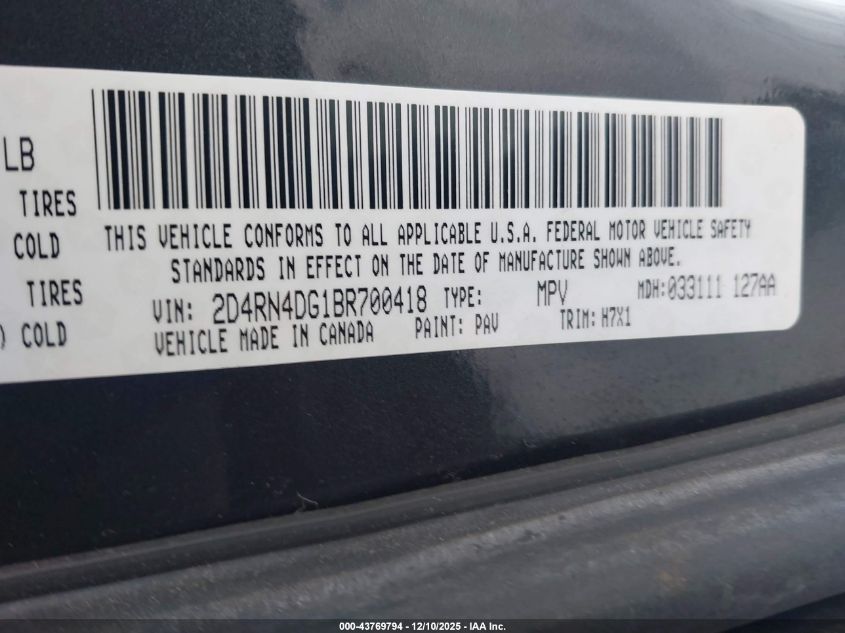 LB
TIRES
COLD
TIRES
) COLD
THIS VEHICLE CONFORMS TO ALL APPLICABLE U.S.A. FEDERAL MOTOR VEHICLE SAFETY
STANDARDS IN EFFECT ON THE DATE OF MANUFACTURE SHOWN ABOVE.
VIN: 2D4RN4DG1BR700418 TYPE: MPV MDH:033111 127AA
VEHICLE MADE IN CANADA PAINT: PAV TRIM: H7X1
000-43769794 - 12/10/2025 - IAA Inc.